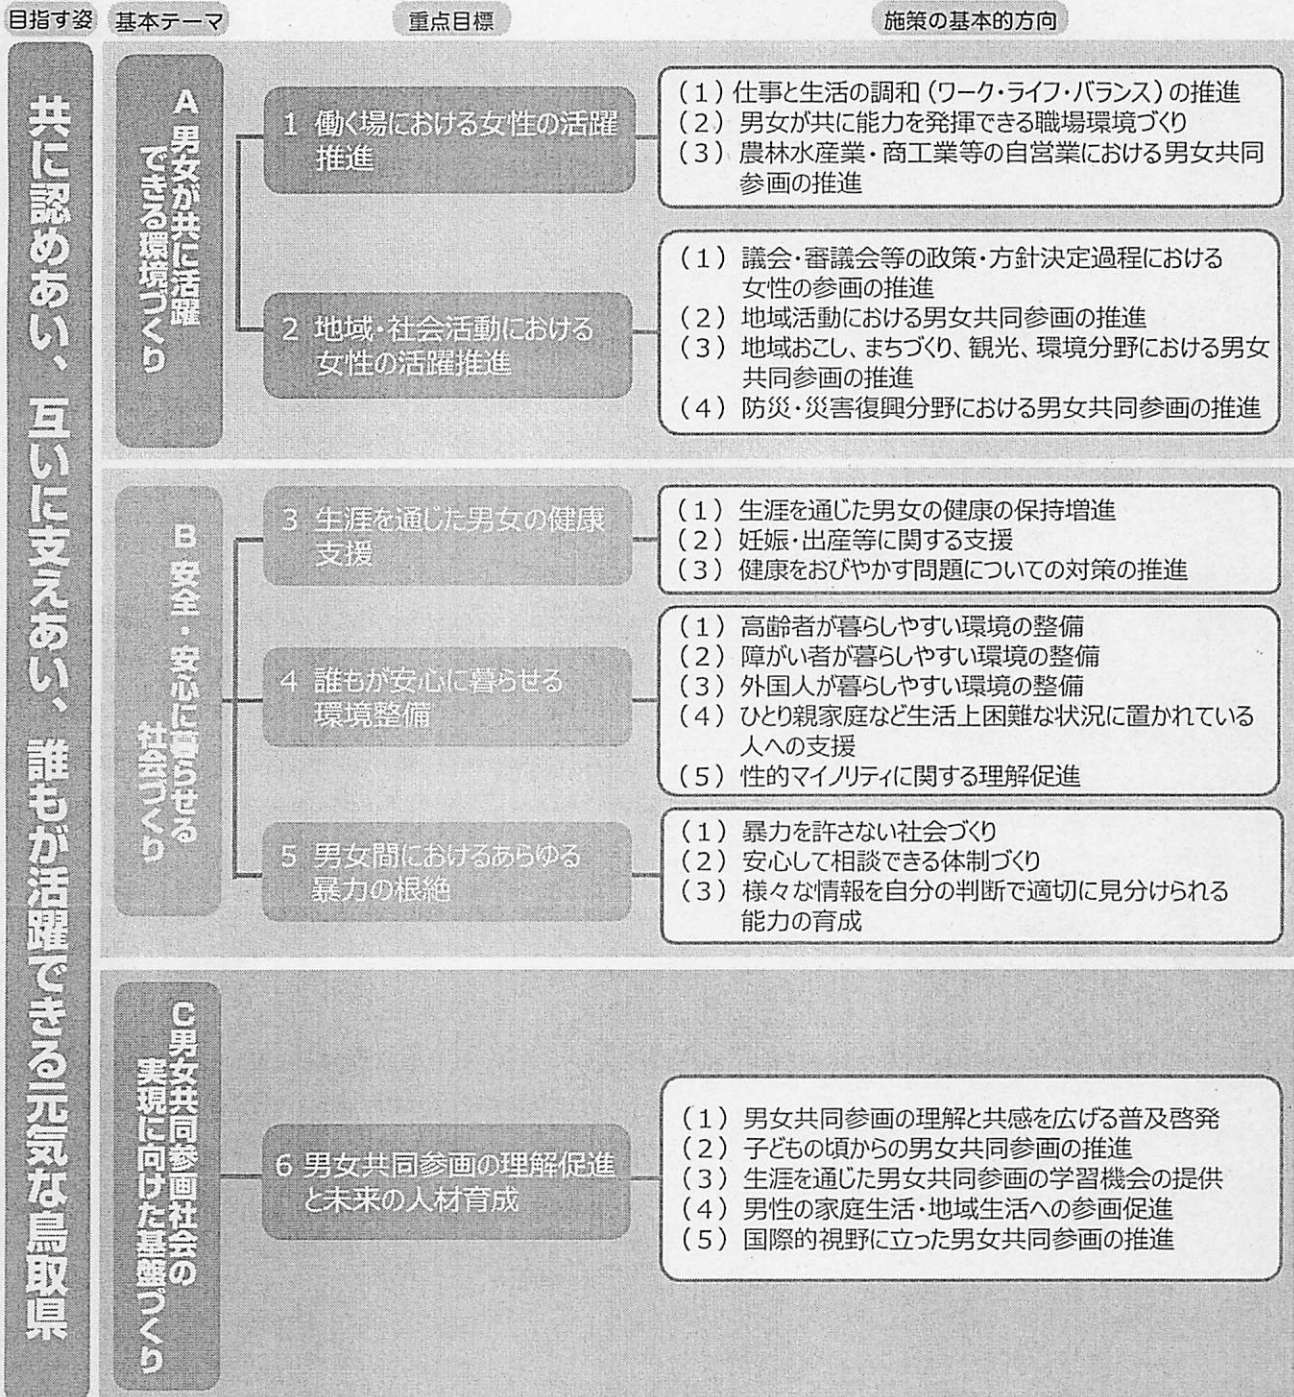 目指す姿
基本テーマ
重点目標
施策の基本的方向
共に認めあい、互いに支えあい、誰もが活躍できる元気な鳥取県
A 男女が共に活躍
できる環境づくり
1 働く場における女性の活躍
推進
(1)仕事と生活の調和(ワーク・ライフ・バランス)の推進
(2)男女が共に能力を発揮できる職場環境づくり
(3)農林水産業・商工業等の自営業における男女共同
参画の推進
2 地域・社会活動における
女性の活躍推進
(1)議会・審議会等の政策・方針決定過程における
女性の参画の推進
(2)地域活動における男女共同参画の推進
(3)地域おこし、まちづくり、観光、環境分野における男女
共同参画の推進
(4)防災・災害復興分野における男女共同参画の推進
B 安全・安心に暮らせる
社会づくり
3 生涯を通じた男女の健康
支援
(1)生涯を通じた男女の健康の保持増進
(2)妊娠・出産等に関する支援
(3)健康をおびやかす問題についての対策の推進
4 誰もが安心に暮らせる
環境整備
(1)高齢者が暮らしやすい環境の整備
(2)障がい者が暮らしやすい環境の整備
(3)外国人が暮らしやすい環境の整備
(4)ひとり親家庭など生活上困難な状況に置かれている
人への支援
(5)性的マイノリティに関する理解促進
5 男女間におけるあらゆる
暴力の根絶
(1)暴力を許さない社会づくり
(2)安心して相談できる体制づくり
(3)様々な情報を自分の判断で適切に見分けられる
能力の育成
C男女共同参画社会の
実現に向けた基盤づくり
6 男女共同参画の理解促進
と未来の人材育成
(1)男女共同参画の理解と共感を広げる普及啓発
(2)子どもの頃からの男女共同参画の推進
(3)生涯を通じた男女共同参画の学習機会の提供
(4)男性の家庭生活・地域生活への参画促進
(5)国際的視野に立った男女共同参画の推進